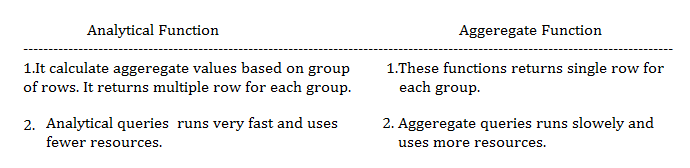 Analytical Function Aggeregate Function
1.It calculate aggeregate values based on group 1.These functions returns single row for
of rows. It returns multiple row for each group. each group.
2. Analytical queries runs very fast and uses 2. Aggeregate queries runs slowely and
fewer resources. uses more resources.